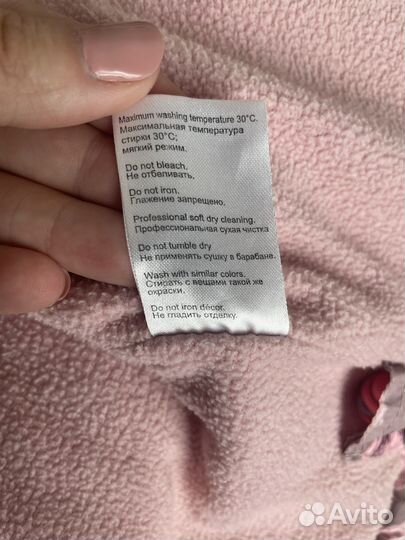 Maximum washing temperature 30°C.
Максимальная температура
стирки 30°C;
мягкий режим.
Do not bleach.
Не отбеливать.
Do not iron.
Глажение запрещено.
Professional soft dry cleaning.
Профессиональная сухая чистка
Do not tumble dry
Не применять сушку в барабане.
Wash with similar colors.
Стирать с вещами такой же
окраски.
Do not iron décor.
Не гладить отделку.
Avito